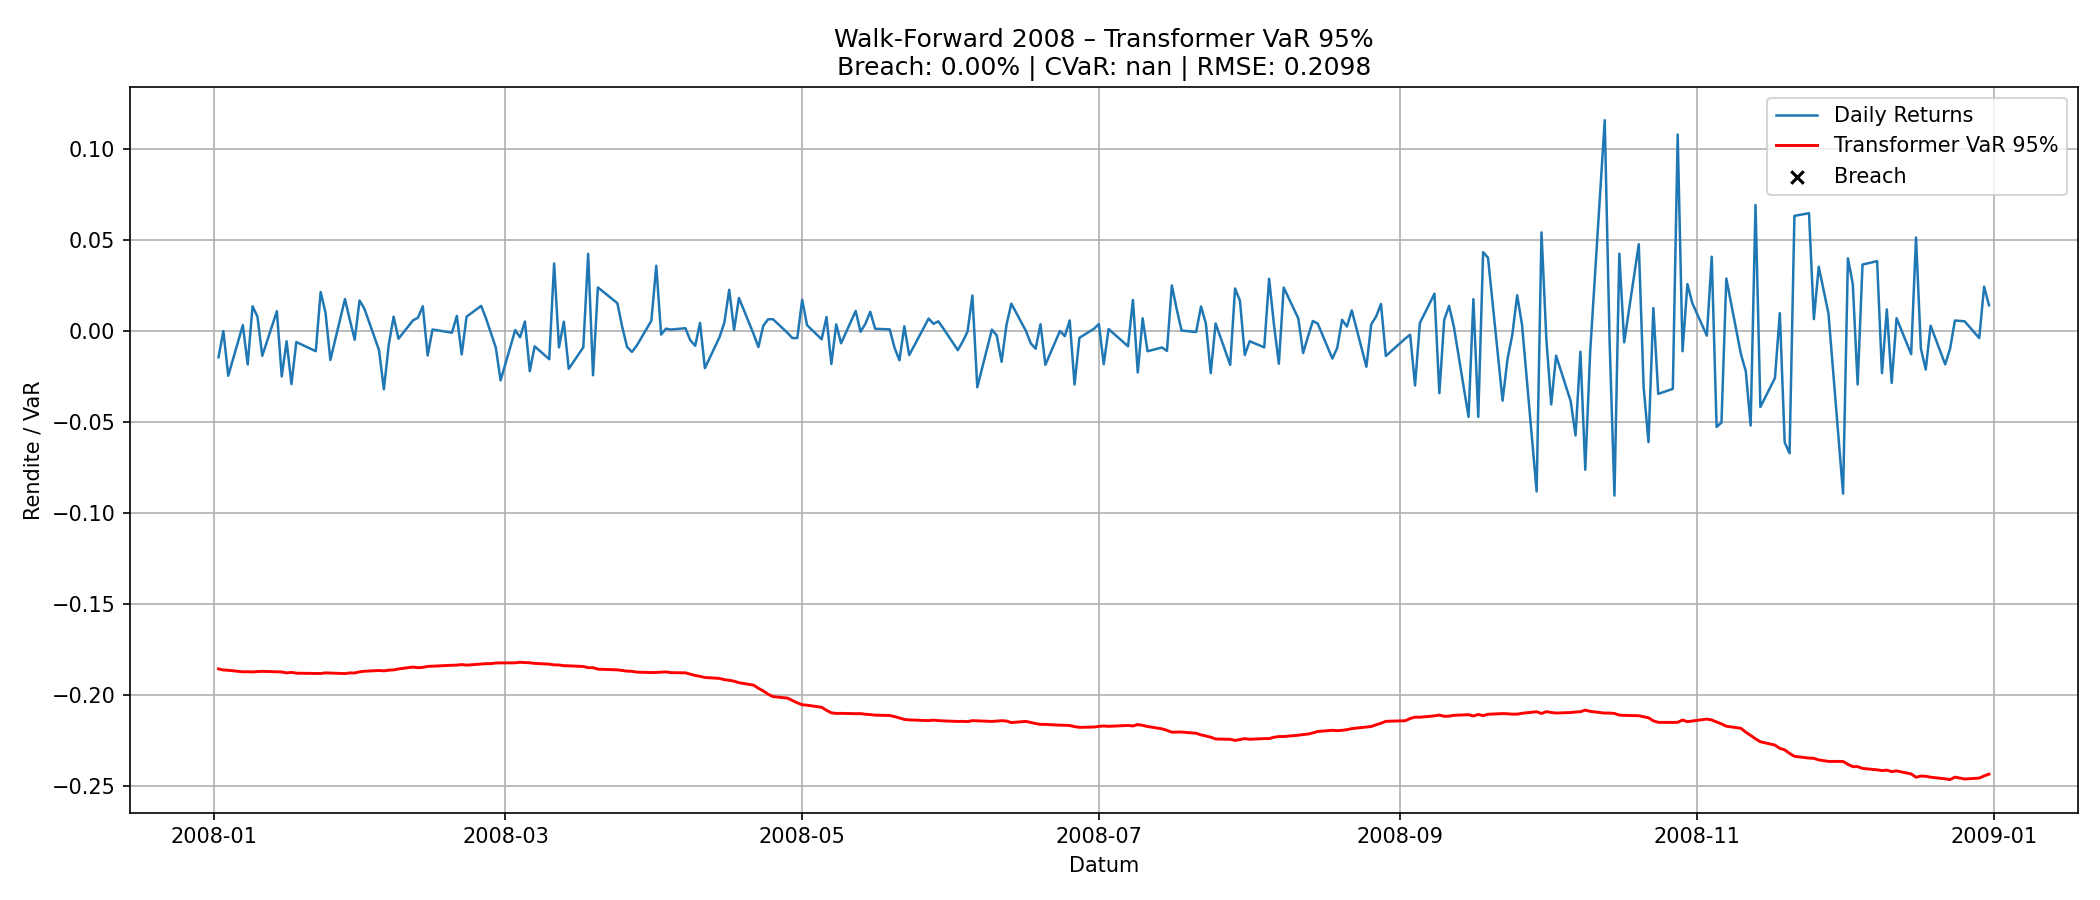 Walk-Forward 2008 – Transformer VaR 95%
Breach: 0.00% | CVaR: nan | RMSE: 0.2098
Daily Returns
Transformer VaR 95%
Breach
Rendite / VaR
0.10
0.05
0.00
−0.05
−0.10
−0.15
−0.20
−0.25
2008-01
2008-03
2008-05
2008-07
2008-09
2008-11
2009-01
Datum